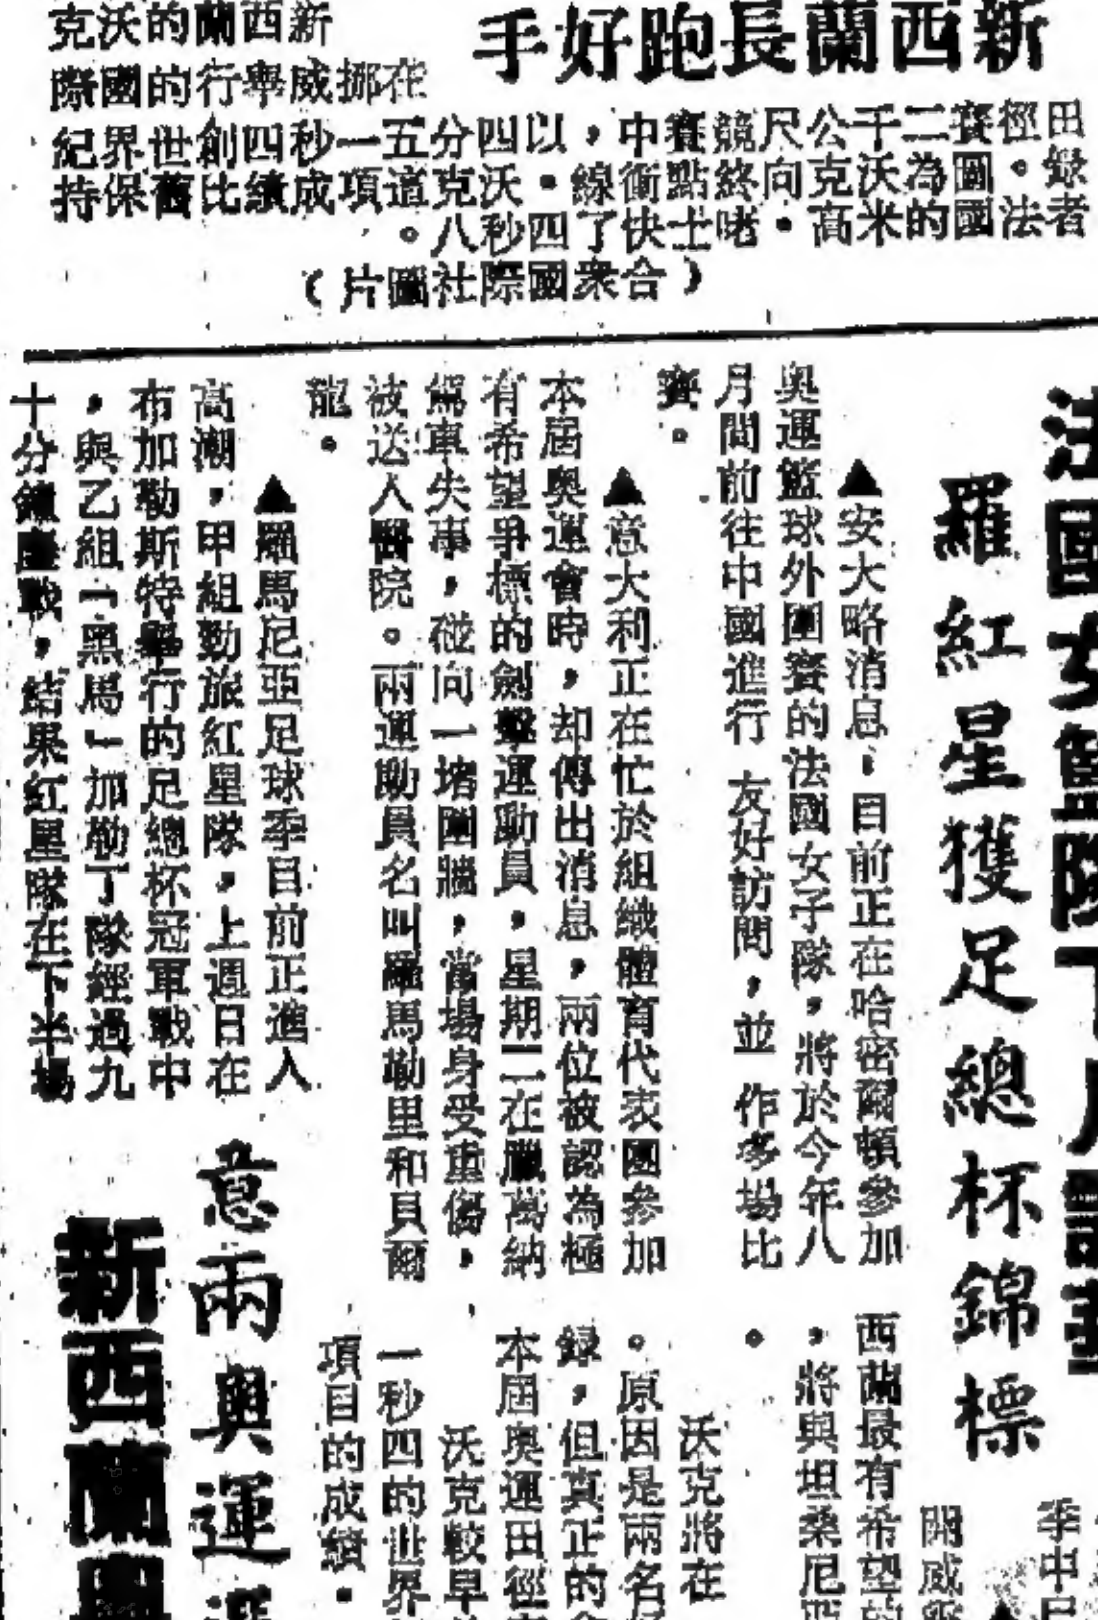 新西蘭長跑好手
新西蘭的沃克
在挪威舉行的國際
田徑賽二千公尺競賽中，以四分五一秒四創世界紀
錄。圖為沃克向終點衝線。沃克這項成績比舊保持
者法國的米高·咾士快了四秒八。
（合衆國際社圖片）
羅紅星獲足總杯錦標
▲安大略消息：目前正在哈密爾頓參加
奧運籃球外圍賽的法國女子隊，將於今年八
月間前往中國進行友好訪問，並作多場比
賽。
▲意大利正在忙於組織體育代表團參加
本屆奧運會時，却傳出消息，兩位被認為極
有希望爭標的劍擊運動員，星期二在臘萬納
駕車失事，碰向一堵圍牆，當場身受重傷，
被送入醫院。兩運動員名叫羅馬勒里和貝爾
龍。
▲羅馬尼亞足球季目前正進入
高潮，甲組勁旅紅星隊，上週日在
布加勒斯特舉行的足總杯冠軍戰中
，與乙組「黑馬」加勒丁隊經過九
十分鐘鏖戰，結果紅星隊在下半場
意兩奧運
新西蘭
西蘭最有希望的
，將與坦桑尼亞
。
沃克將在
。原因是兩名
錄，但真正的
本屆奧運田徑
沃克較早
一秒四的世界
項目的成績。
開威
季中